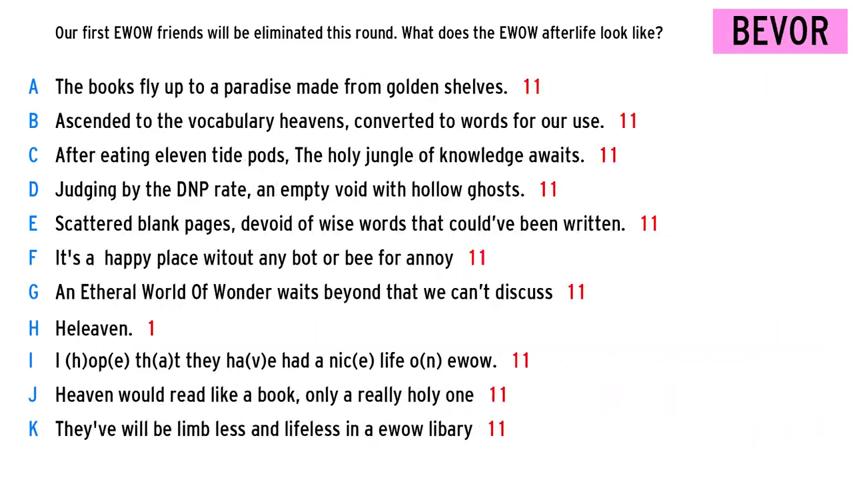 Our first EWOW friends will be eliminated this round. What does the EWOW afterlife look like?
BEVOR
A The books fly up to a paradise made from golden shelves. 11
B Ascended to the vocabulary heavens, converted to words for our use. 11
C After eating eleven tide pods, The holy jungle of knowledge awaits. 11
D Judging by the DNP rate, an empty void with hollow ghosts. 11
E Scattered blank pages, devoid of wise words that could've been written. 11
F It's a happy place witout any bot or bee for annoy 11
G An Etheral World Of Wonder waits beyond that we can't discuss 11
H Heleaven. 1
I I (h)op(e) th(a)t they ha(v)e had a nic(e) life o(n) ewow. 11
J Heaven would read like a book, only a really holy one 11
K They've will be limb less and lifeless in a ewow libary 11